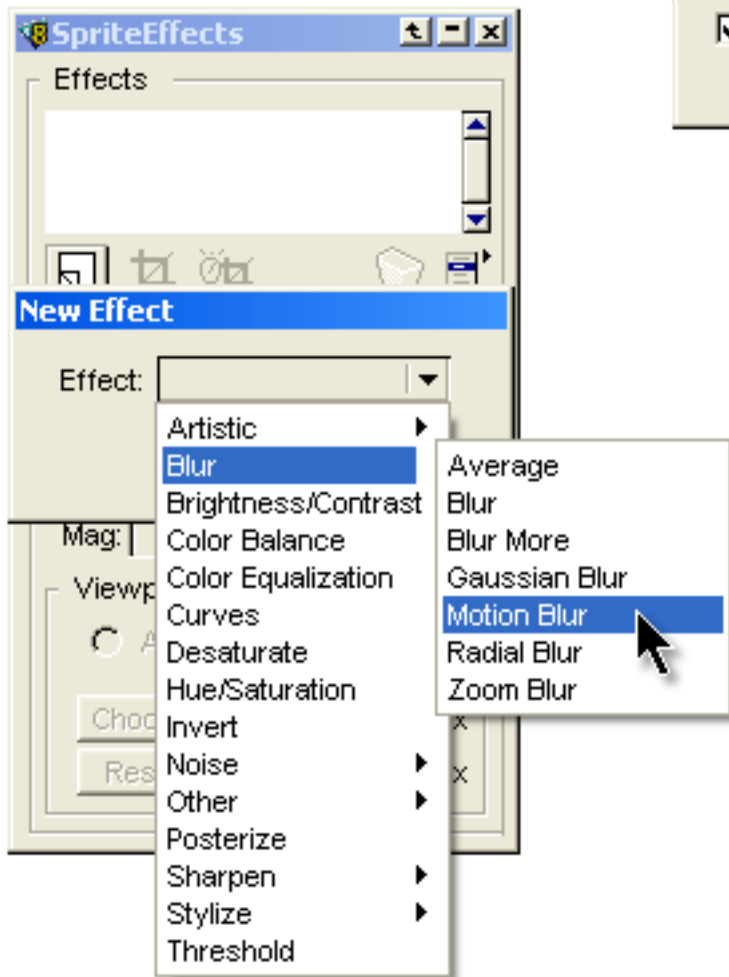 SpriteEffects
Effects
New Effect
Effect:
Artistic
Blur
Brightness/Contrast
Color Balance
Color Equalization
Curves
Desaturate
Hue/Saturation
Invert
Noise
Other
Posterize
Sharpen
Stylize
Threshold
Average
Blur
Blur More
Gaussian Blur
Motion Blur
Radial Blur
Zoom Blur
Mag:
x
x